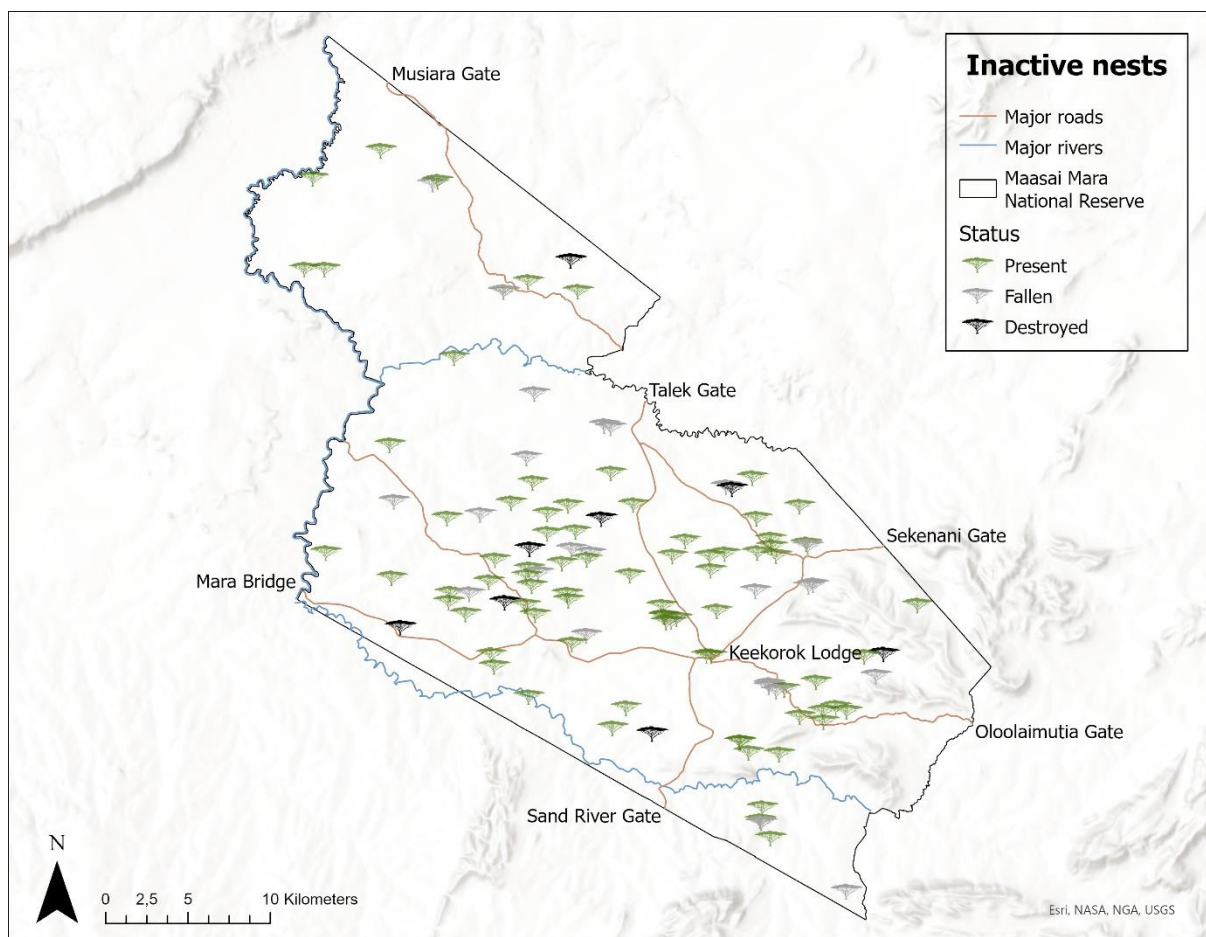 Musiara Gate
Inactive nests
Major roads
Major rivers
Maasai Mara
National Reserve
Status
Present
Fallen
Destroyed
Talek Gate
Sekenani Gate
Mara Bridge
Keekorok Lodge
Oloolaimutia Gate
Sand River Gate
N
0 2,5 5 10 Kilometers
Esri, NASA, NGA, USGS